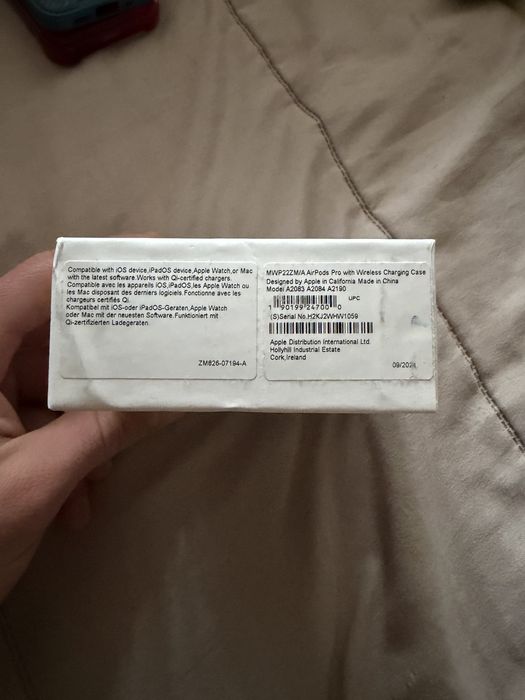 Compatible with iOS device,iPadOS device,Apple Watch,or Mac
with the latest software.Works with Qi-certified chargers.
Compatible avec les appareils iOS,iPadOS,les Apple Watch ou
les Mac disposant des derniers logiciels.Fonctionne avec les
chargeurs certifiés Qi.
Kompatibel mit iOS-oder iPadOS-Geraten,Apple Watch
oder Mac mit der neuesten Software.Funktioniert mit
Qi-zertifizierten Ladegeraten.
ZM826-07194-A
MWP22ZM/A AirPods Pro with Wireless Charging Case
Designed by Apple in California Made in China
Model A2083 A2084 A2190
UPC
1 90199 24700 0
(S)Serial No.H2KJ2WHW1059
Apple Distribution International Ltd.
Hollyhill Industrial Estate
Cork,Ireland